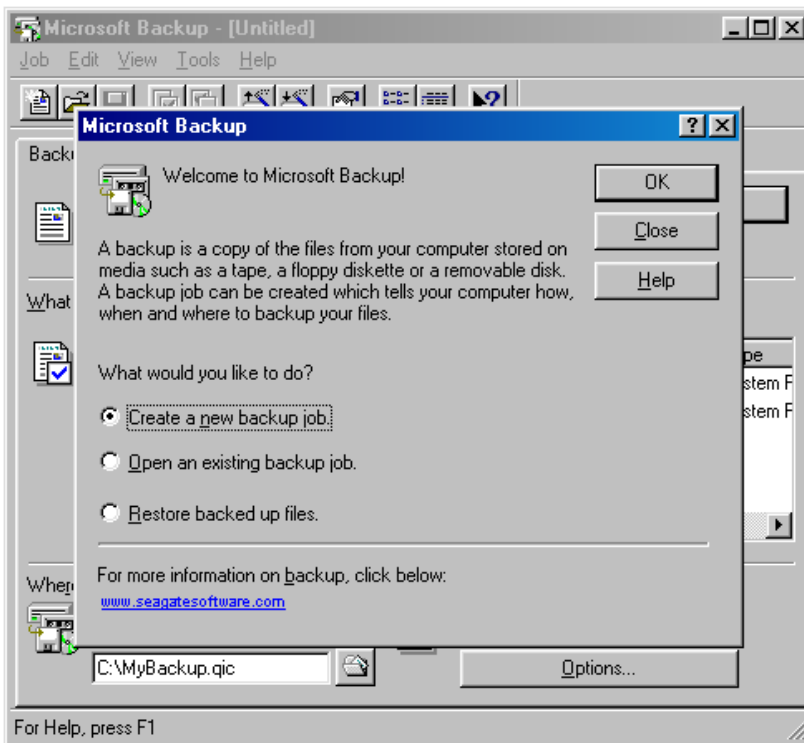 Microsoft Backup - [Untitled]
Job Edit View Tools Help
Microsoft Backup
Welcome to Microsoft Backup!
OK
Close
Help
A backup is a copy of the files from your computer stored on
media such as a tape, a floppy diskette or a removable disk.
A backup job can be created which tells your computer how,
when and where to backup your files.
What would you like to do?
Create a new backup job.
Open an existing backup job.
Restore backed up files.
For more information on backup, click below:
www.seagatesoftware.com
What
C:\MyBackup.qic
Options...
For Help, press F1